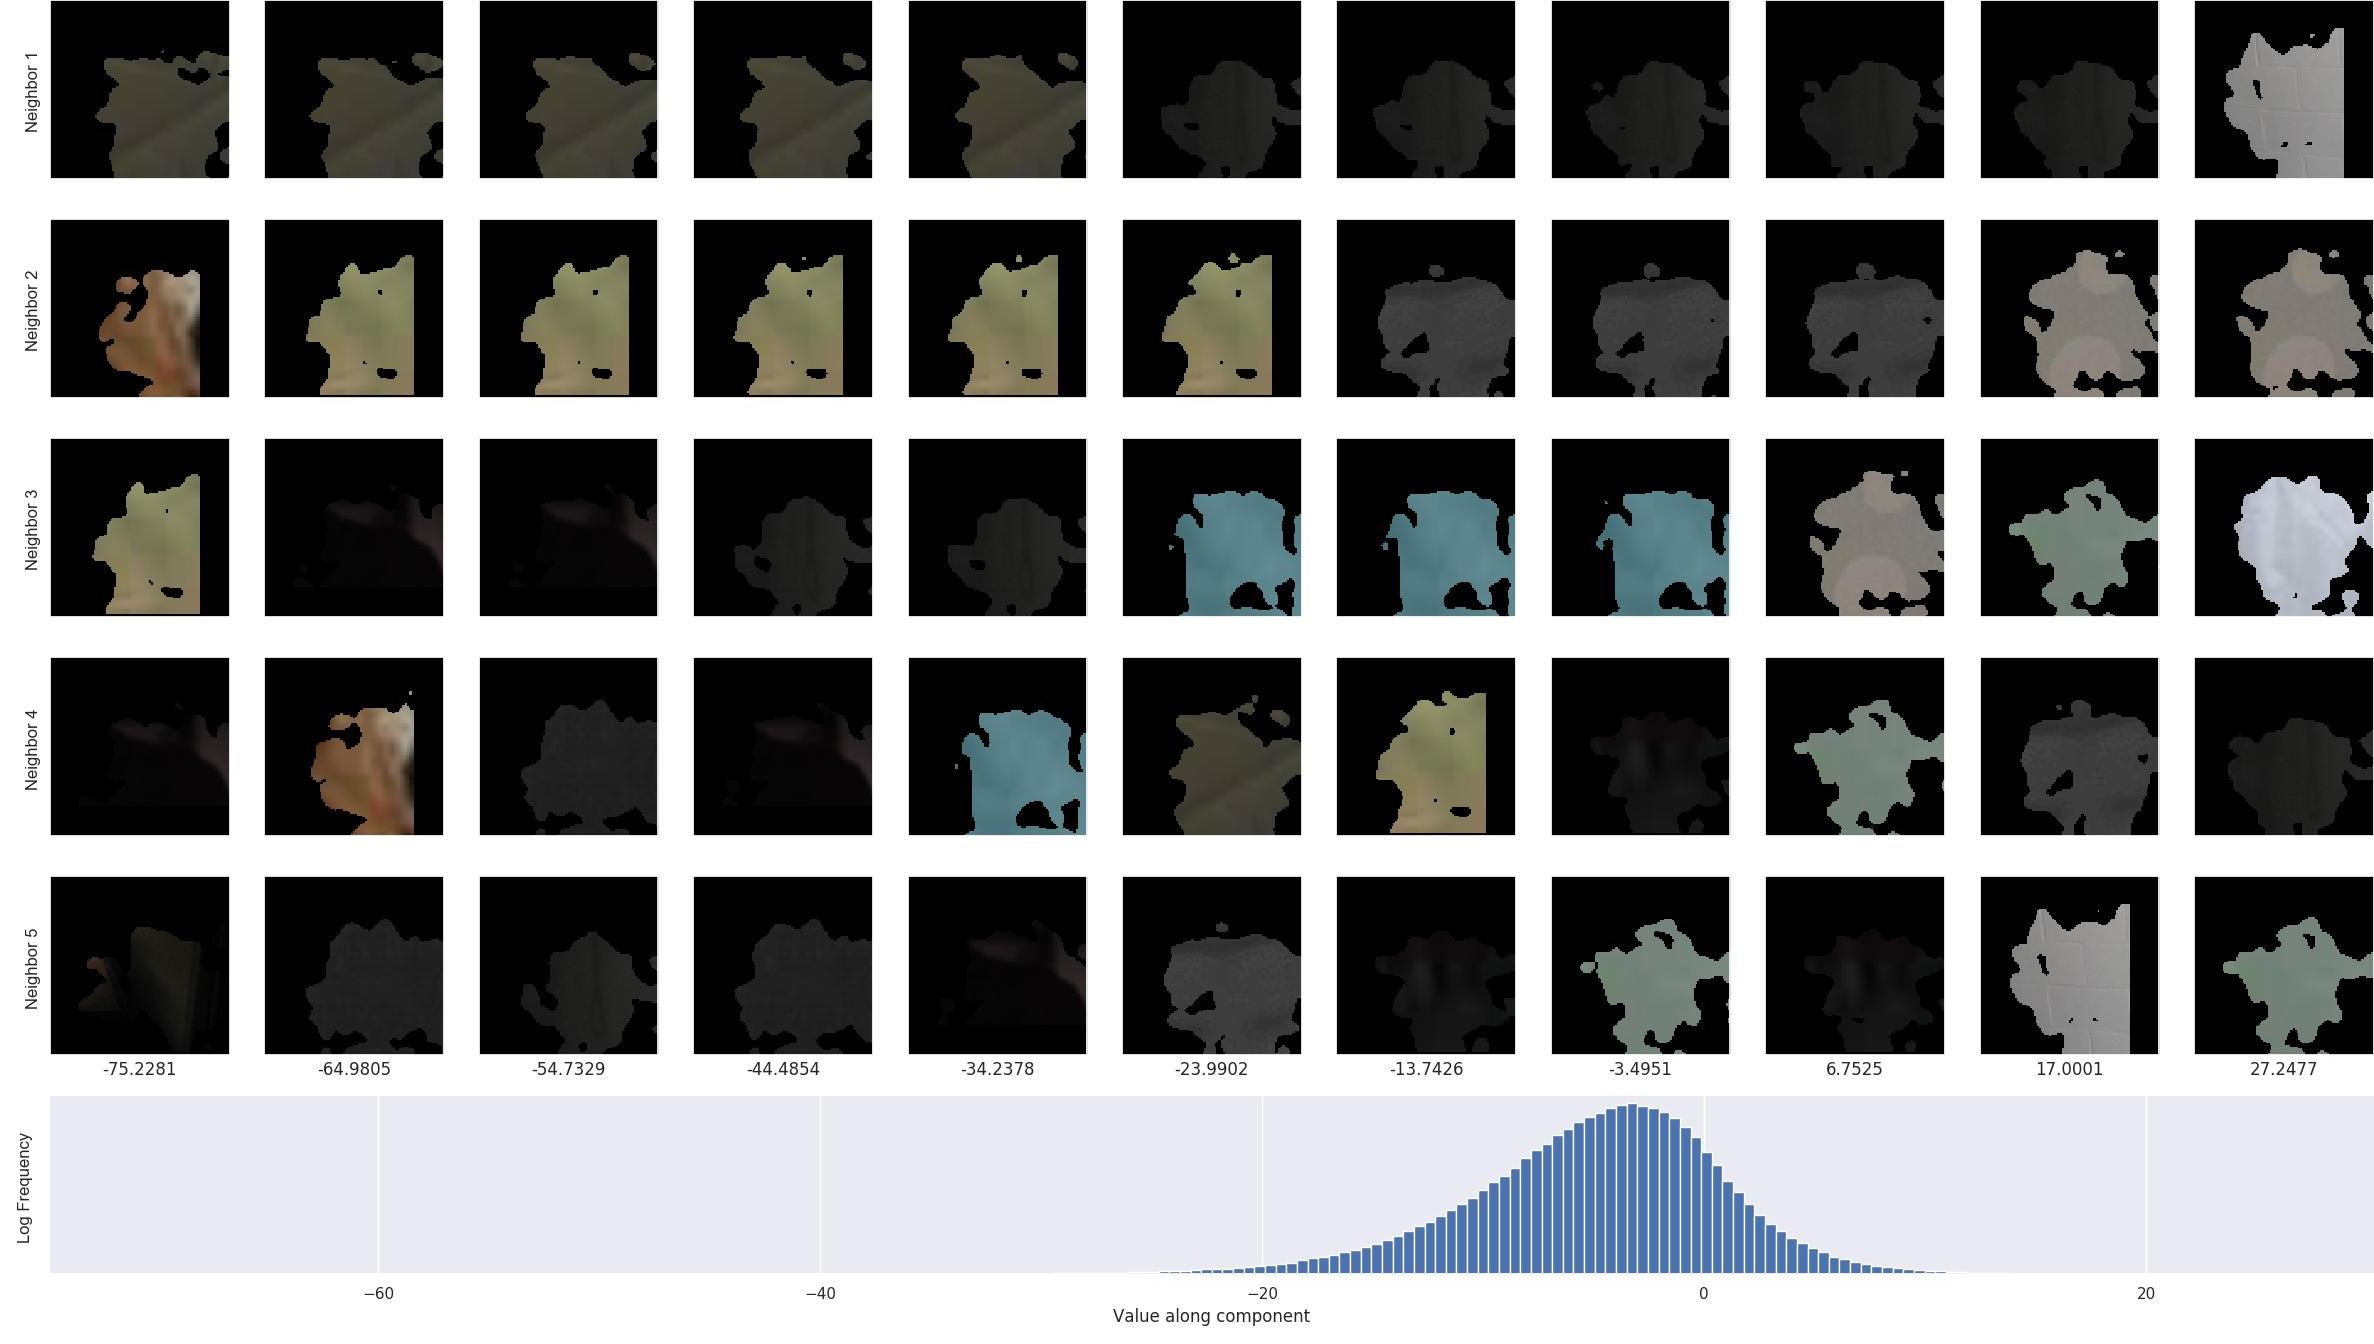 Neighbor 1
Neighbor 2
Neighbor 3
Neighbor 4
Neighbor 5
-75.2281 -64.9805 -54.7329 -44.4854 -34.2378 -23.9902 -13.7426 -3.4951 6.7525 17.0001 27.2477
Log Frequency
−60 −40 −20 0 20
Value along component